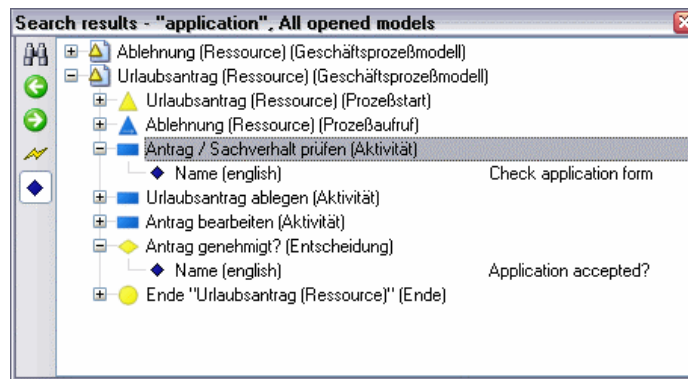 Search results - "application", All opened models
Ablehnung (Ressource) (Geschäftsprozeßmodell)
Urlaubsantrag (Ressource) (Geschäftsprozeßmodell)
Urlaubsantrag (Ressource) (Prozeßstart)
Ablehnung (Ressource) (Prozeßaufruf)
Antrag / Sachverhalt prüfen (Aktivität)
Name (english) Check application form
Urlaubsantrag ablegen (Aktivität)
Antrag bearbeiten (Aktivität)
Antrag genehmigt? (Entscheidung)
Name (english) Application accepted?
Ende "Urlaubsantrag (Ressource)" (Ende)